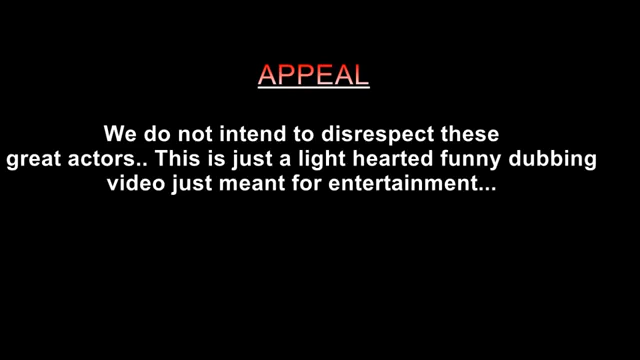 APPEAL
We do not intend to disrespect these
great actors.. This is just a light hearted funny dubbing
video just meant for entertainment...